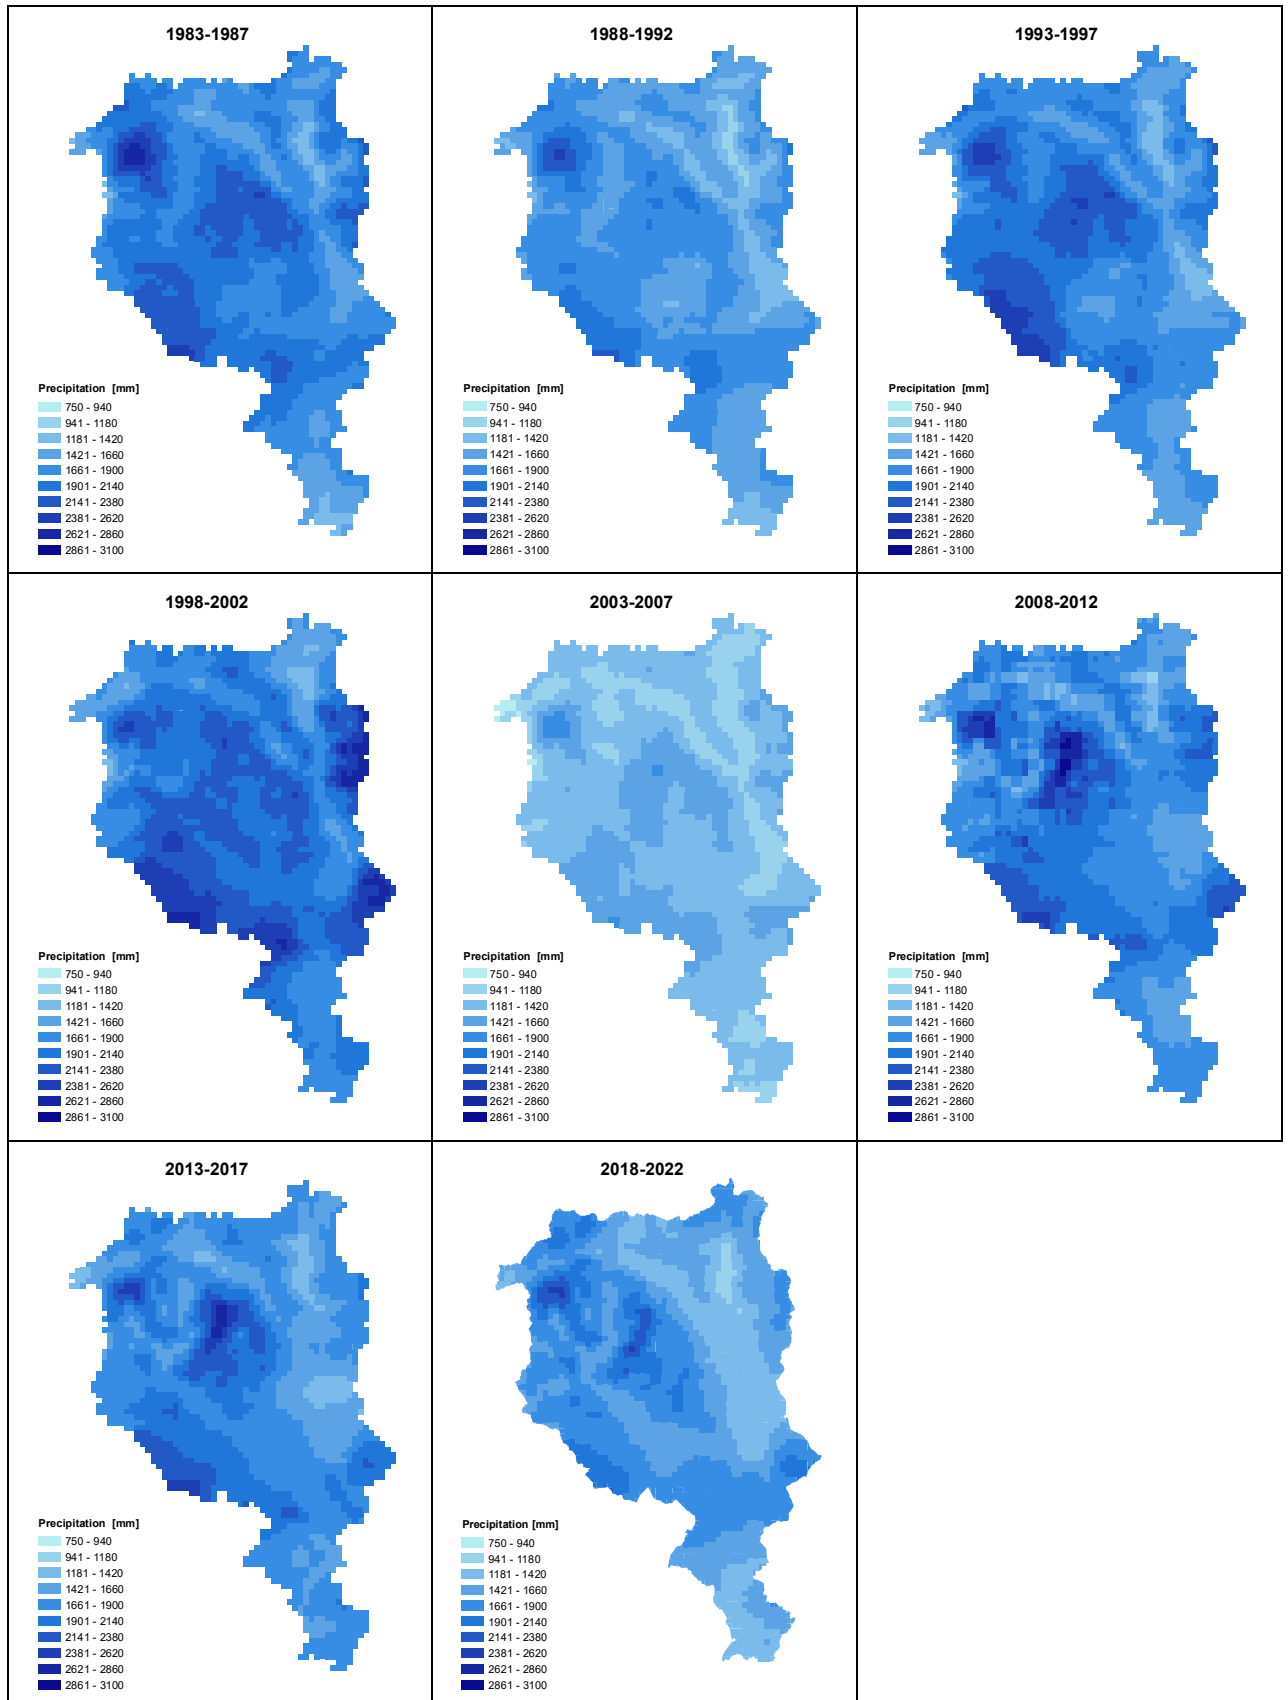 1983-1987
Precipitation [mm]
750 - 940
941 - 1180
1181 - 1420
1421 - 1660
1661 - 1900
1901 - 2140
2141 - 2380
2381 - 2620
2621 - 2860
2861 - 3100
1988-1992
Precipitation [mm]
750 - 940
941 - 1180
1181 - 1420
1421 - 1660
1661 - 1900
1901 - 2140
2141 - 2380
2381 - 2620
2621 - 2860
2861 - 3100
1993-1997
Precipitation [mm]
750 - 940
941 - 1180
1181 - 1420
1421 - 1660
1661 - 1900
1901 - 2140
2141 - 2380
2381 - 2620
2621 - 2860
2861 - 3100
1998-2002
Precipitation [mm]
750 - 940
941 - 1180
1181 - 1420
1421 - 1660
1661 - 1900
1901 - 2140
2141 - 2380
2381 - 2620
2621 - 2860
2861 - 3100
2003-2007
Precipitation [mm]
750 - 940
941 - 1180
1181 - 1420
1421 - 1660
1661 - 1900
1901 - 2140
2141 - 2380
2381 - 2620
2621 - 2860
2861 - 3100
2008-2012
Precipitation [mm]
750 - 940
941 - 1180
1181 - 1420
1421 - 1660
1661 - 1900
1901 - 2140
2141 - 2380
2381 - 2620
2621 - 2860
2861 - 3100
2013-2017
Precipitation [mm]
750 - 940
941 - 1180
1181 - 1420
1421 - 1660
1661 - 1900
1901 - 2140
2141 - 2380
2381 - 2620
2621 - 2860
2861 - 3100
2018-2022
Precipitation [mm]
750 - 940
941 - 1180
1181 - 1420
1421 - 1660
1661 - 1900
1901 - 2140
2141 - 2380
2381 - 2620
2621 - 2860
2861 - 3100